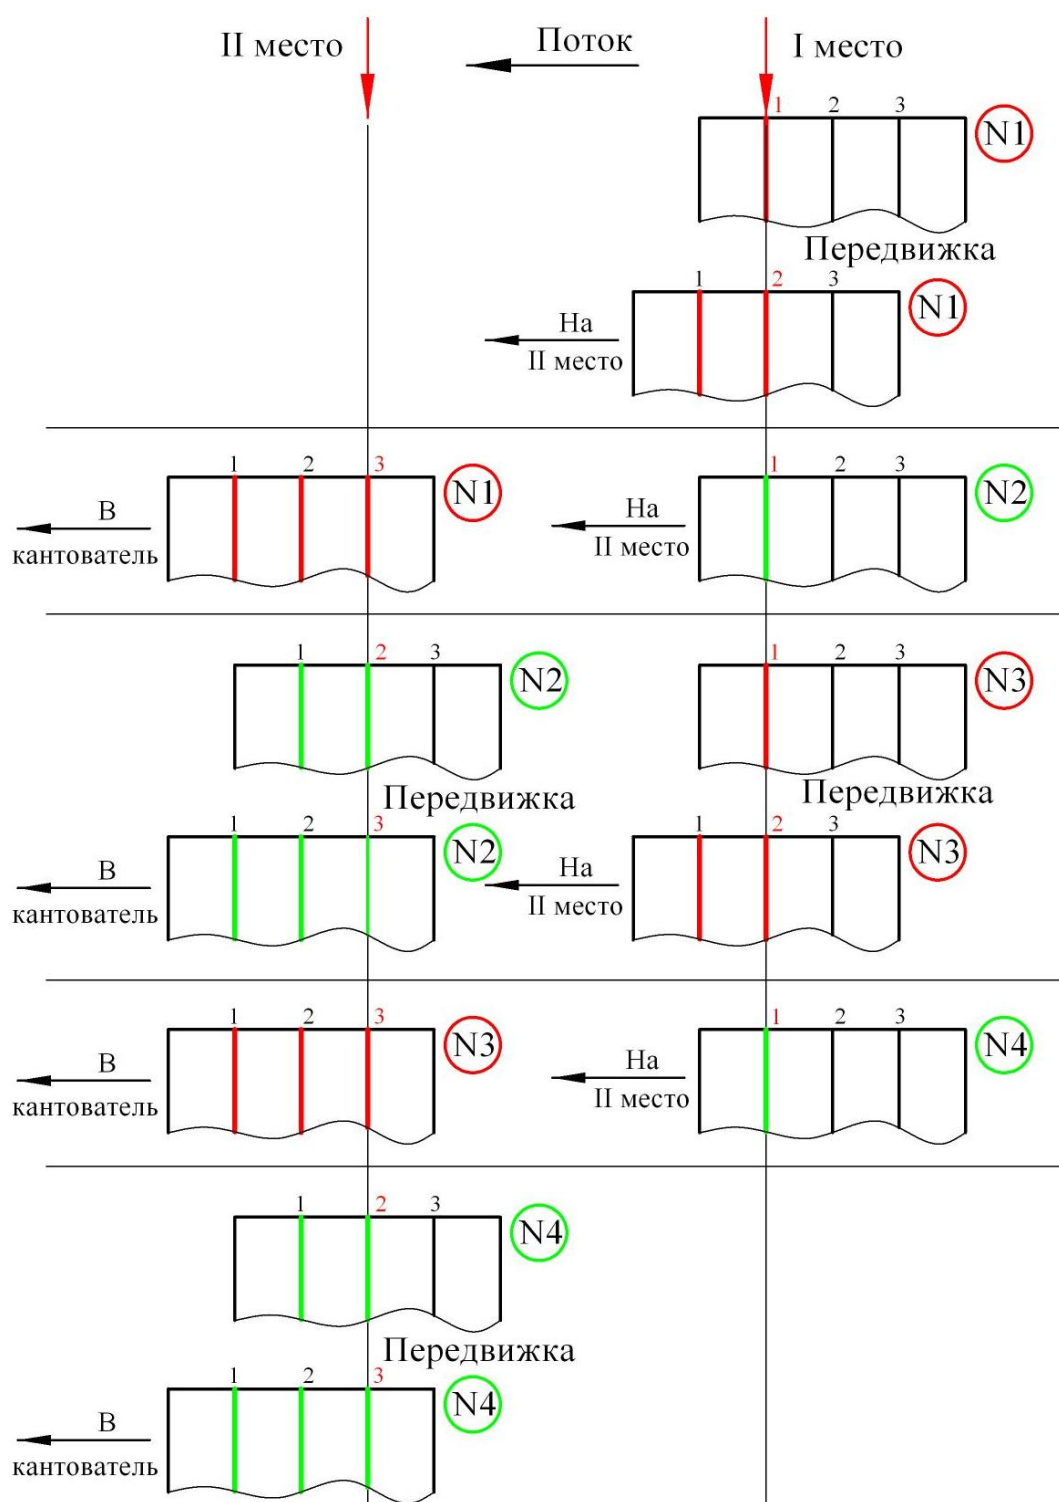 II место
Поток
I место
1 2 3
N1
Передвижка
1 2 3
N1
На
II место
1 2 3
N1
В
кантователь
1 2 3
N2
На
II место
1 2 3
N2
1 2 3
N3
Передвижка
Передвижка
1 2 3
N2
В
кантователь
1 2 3
N3
На
II место
1 2 3
N3
В
кантователь
1 2 3
N4
На
II место
1 2 3
N4
Передвижка
1 2 3
N4
В
кантователь